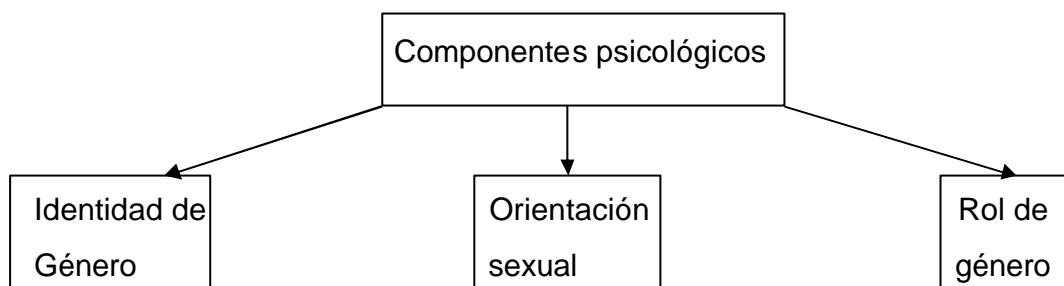 Componentes psicológicos
Identidad de
Género
Orientación
sexual
Rol de
género